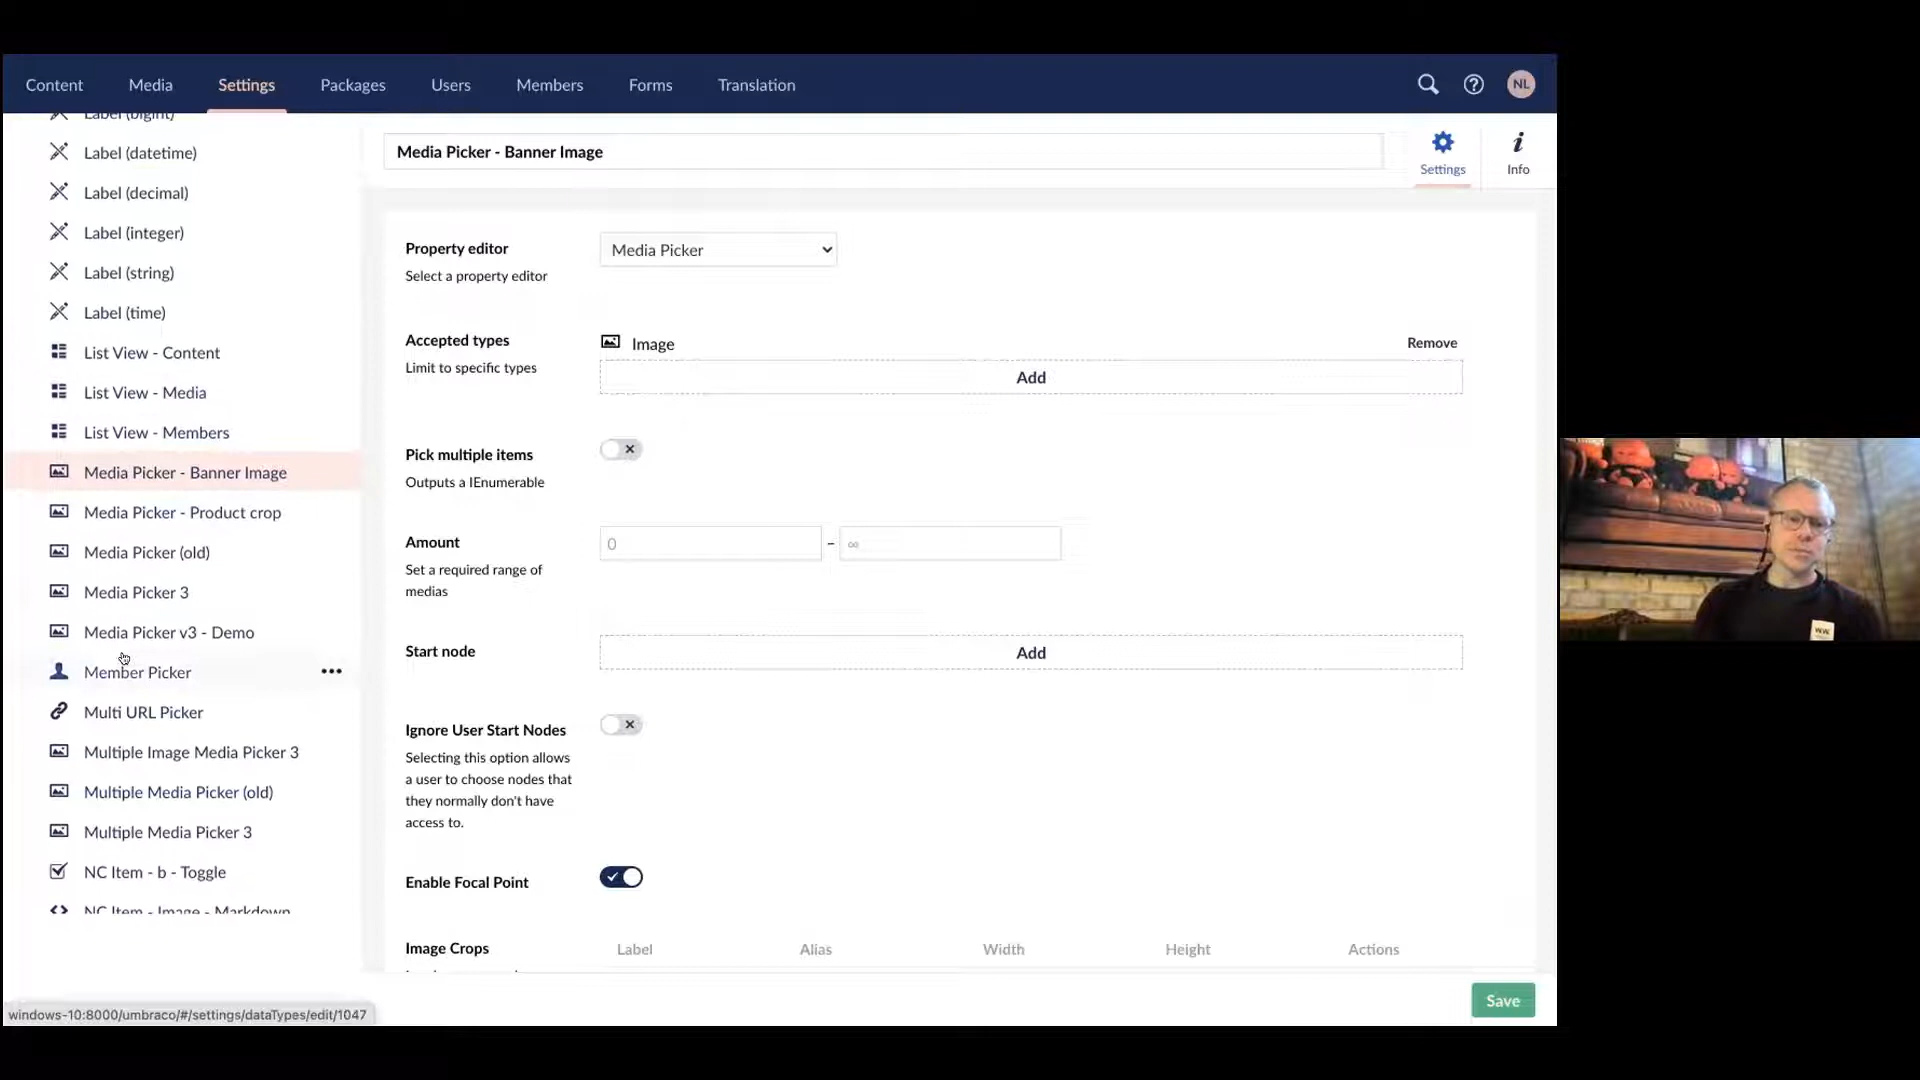 Content Media Settings Packages Users Members Forms Translation NL
Label (bigint)
Label (datetime)
Label (decimal)
Label (integer)
Label (string)
Label (time)
List View - Content
List View - Media
List View - Members
Media Picker - Banner Image
Media Picker - Product crop
Media Picker (old)
Media Picker 3
Media Picker v3 - Demo
Member Picker
Multi URL Picker
Multiple Image Media Picker 3
Multiple Media Picker (old)
Multiple Media Picker 3
NC Item - b - Toggle
NC Item - Image - Markdown
windows-10:8000/umbraco/#/settings/dataTypes/edit/1047
Media Picker - Banner Image
Settings
Info
Property editor
Select a property editor
Media Picker
Accepted types
Limit to specific types
Image
Remove
Add
Pick multiple items
Outputs a IEnumerable
Amount
Set a required range of
medias
0 – ∞
Start node
Add
Ignore User Start Nodes
Selecting this option allows
a user to choose nodes that
they normally don't have
access to.
Enable Focal Point
Image Crops
Label Alias Width Height Actions
Save